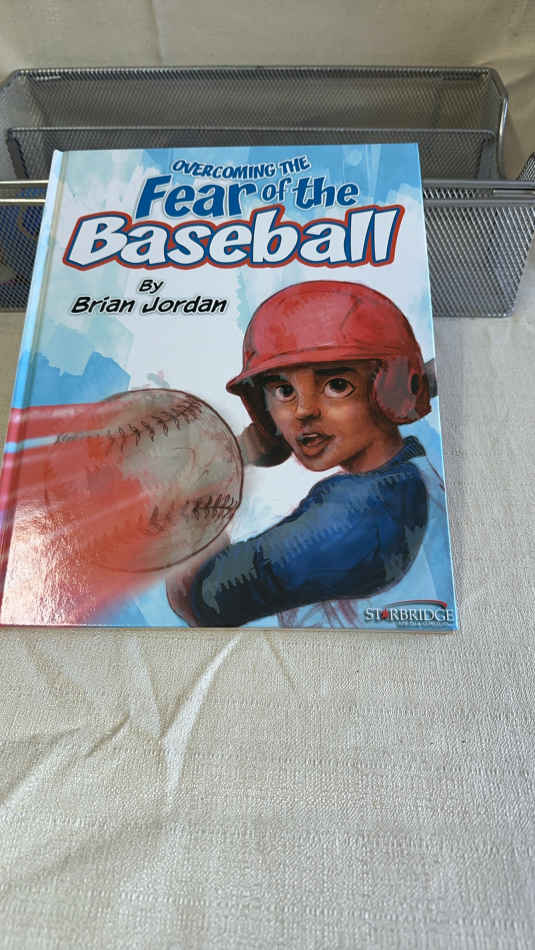 OVERCOMING THE
Fear of the
Baseball
By
Brian Jordan
STARBRIDGE